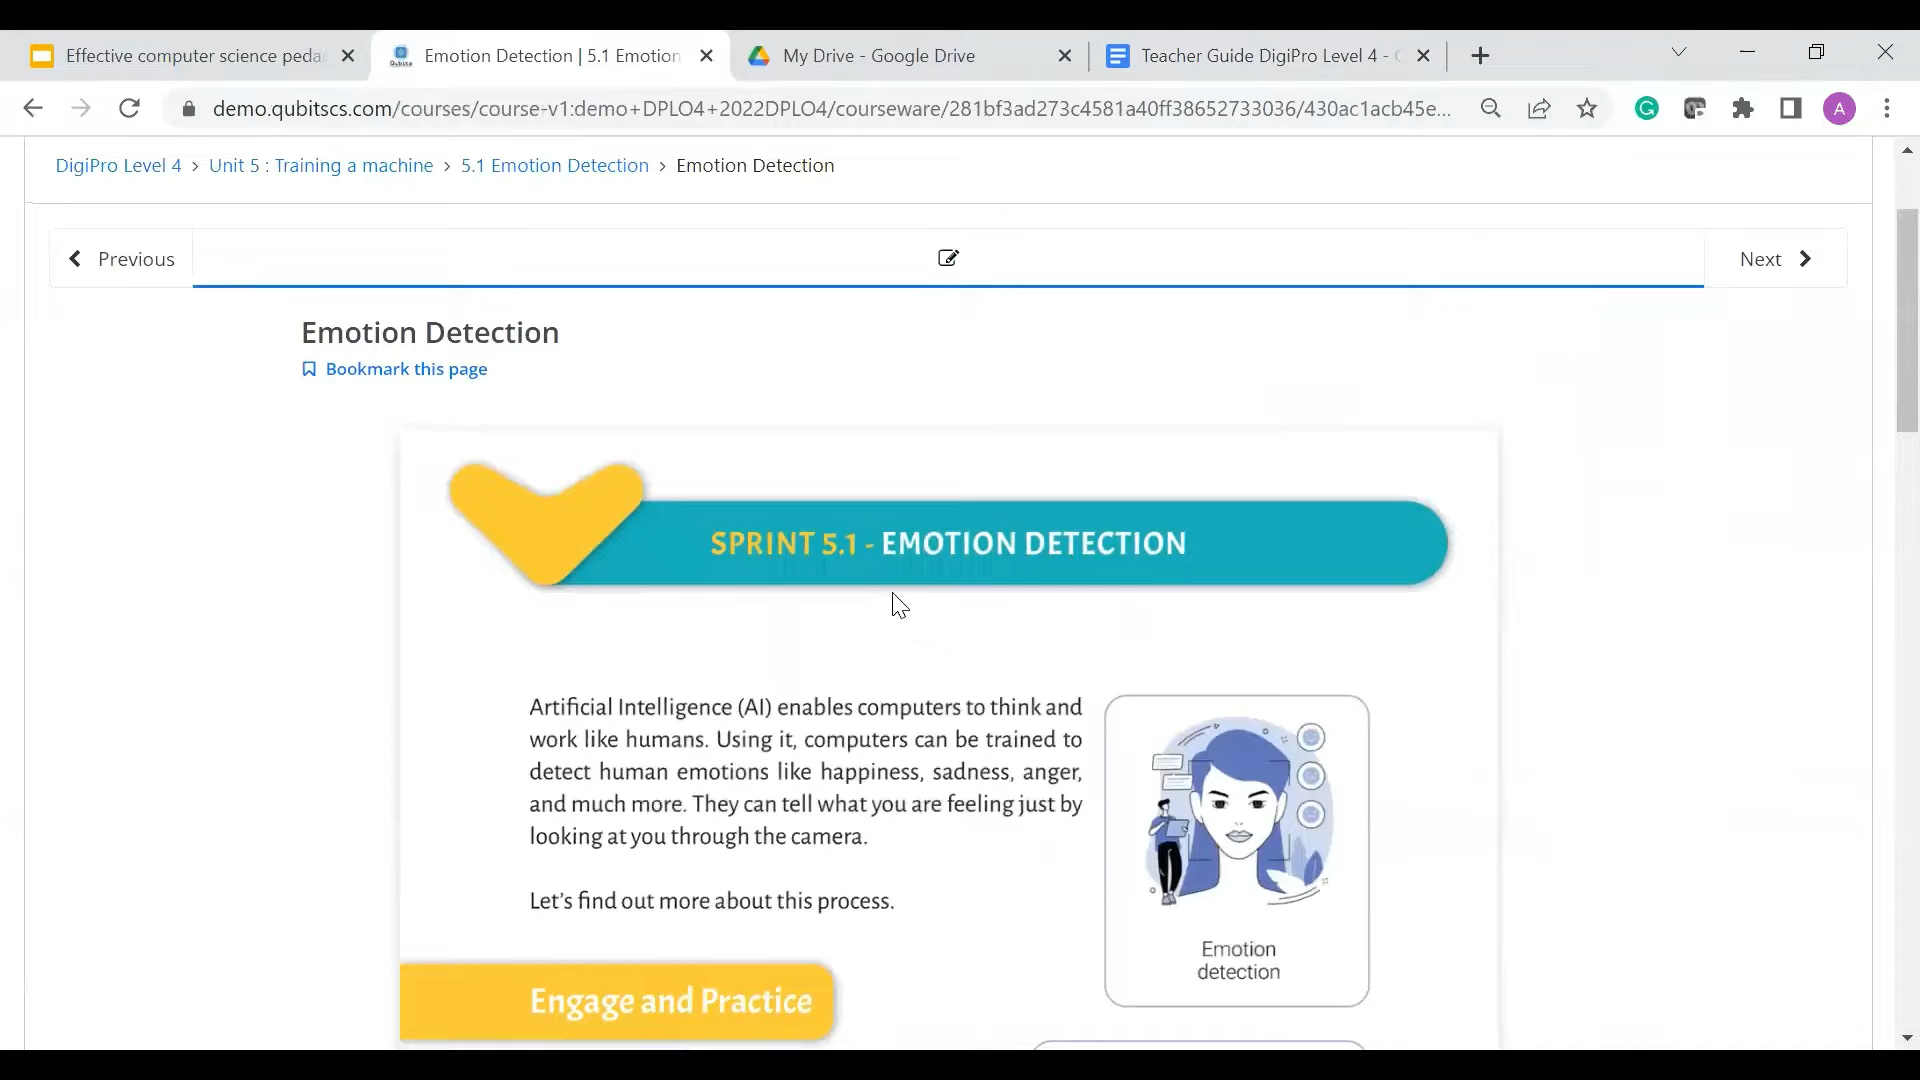 Effective computer science peda
Emotion Detection | 5.1 Emotion
My Drive - Google Drive
Teacher Guide DigiPro Level 4 -
demo.qubitscs.com/courses/course-v1:demo+DPLO4+2022DPLO4/courseware/281bf3ad273c4581a40ff38652733036/430ac1acb45e...
A
DigiPro Level 4 > Unit 5 : Training a machine > 5.1 Emotion Detection > Emotion Detection
Previous
Next
Emotion Detection
Bookmark this page
SPRINT 5.1 - EMOTION DETECTION
Artificial Intelligence (AI) enables computers to think and
work like humans. Using it, computers can be trained to
detect human emotions like happiness, sadness, anger,
and much more. They can tell what you are feeling just by
looking at you through the camera.
Let's find out more about this process.
Emotion
detection
Engage and Practice